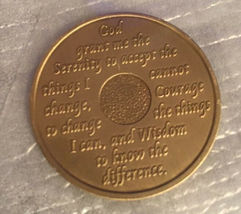 God
grant me the
Serenity to accept the
things I cannot
change, Courage
to change the things
I can, and Wisdom
to know the
difference.